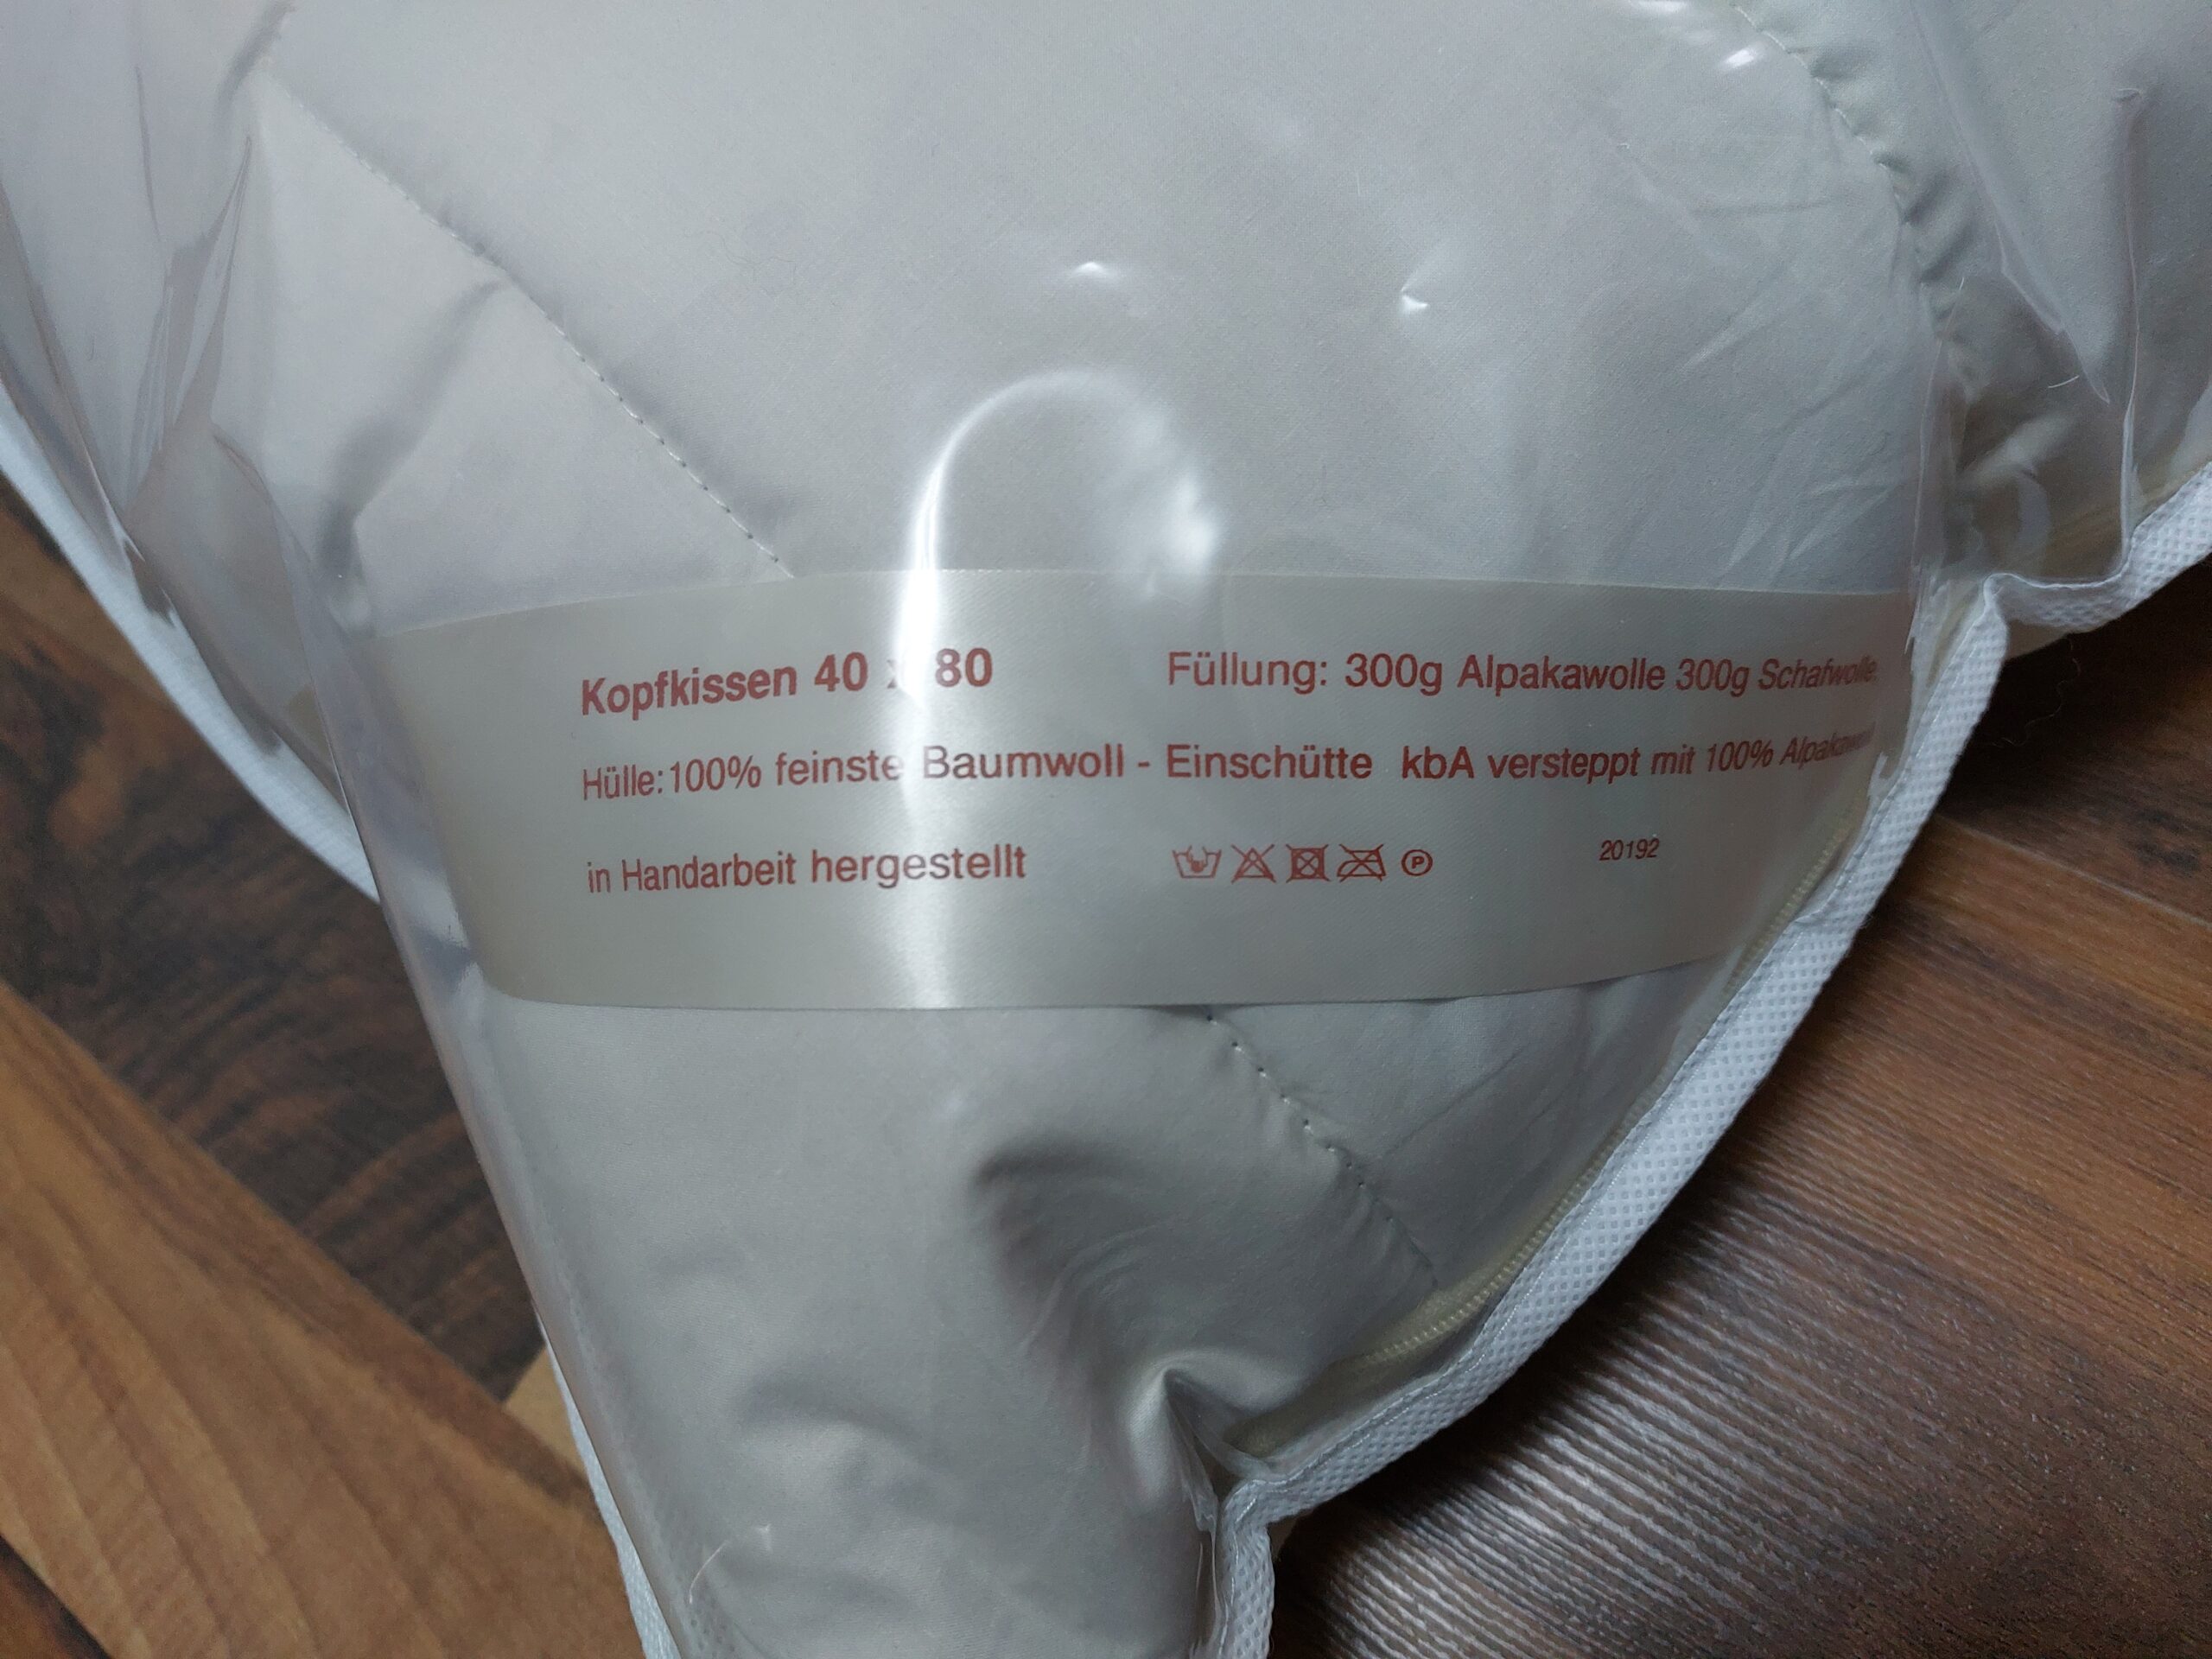 Kopfkissen 40 x 80 Füllung: 300g Alpakawolle 300g Schafwolle
Hülle: 100% feinste Baumwoll - Einschütte kbA versteppt mit 100%
in Handarbeit hergestellt P 20192